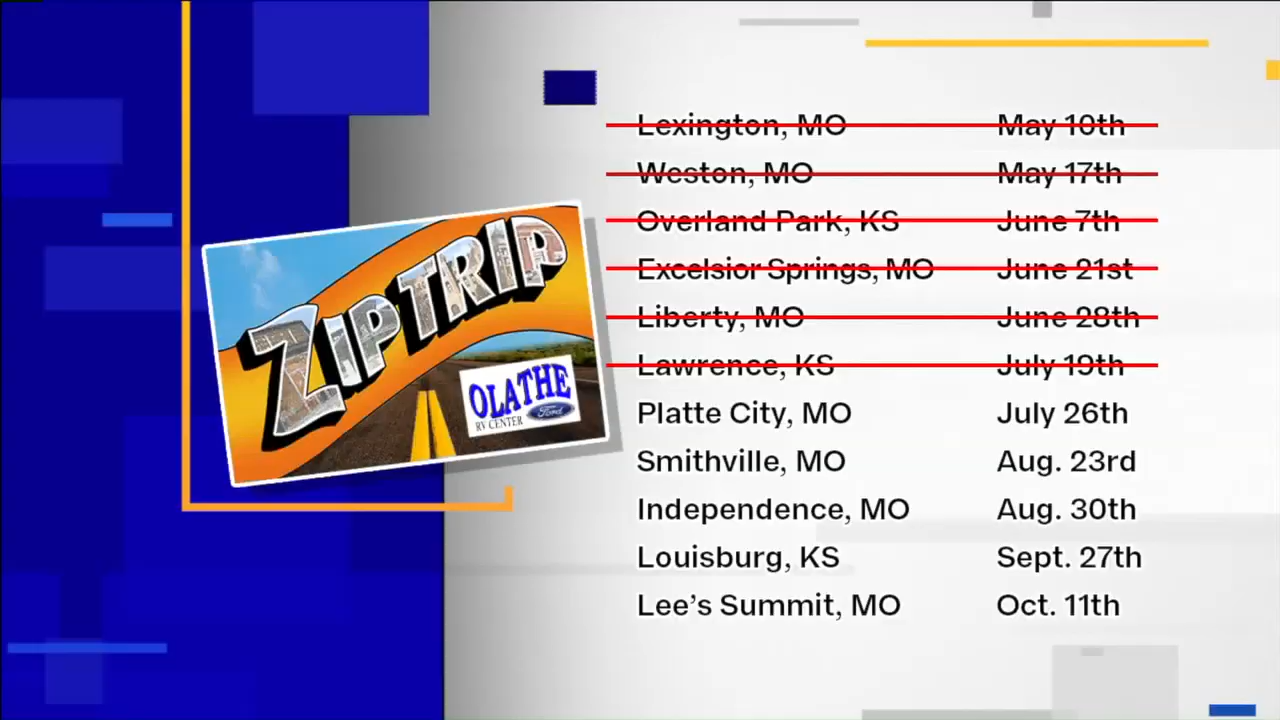 Lexington, MO May 10th
Weston, MO May 17th
Overland Park, KS June 7th
Excelsior Springs, MO June 21st
Liberty, MO June 28th
Lawrence, KS July 19th
Platte City, MO July 26th
Smithville, MO Aug. 23rd
Independence, MO Aug. 30th
Louisburg, KS Sept. 27th
Lee’s Summit, MO Oct. 11th
ZIP TRIP
OLATHE
Ford
RV CENTER